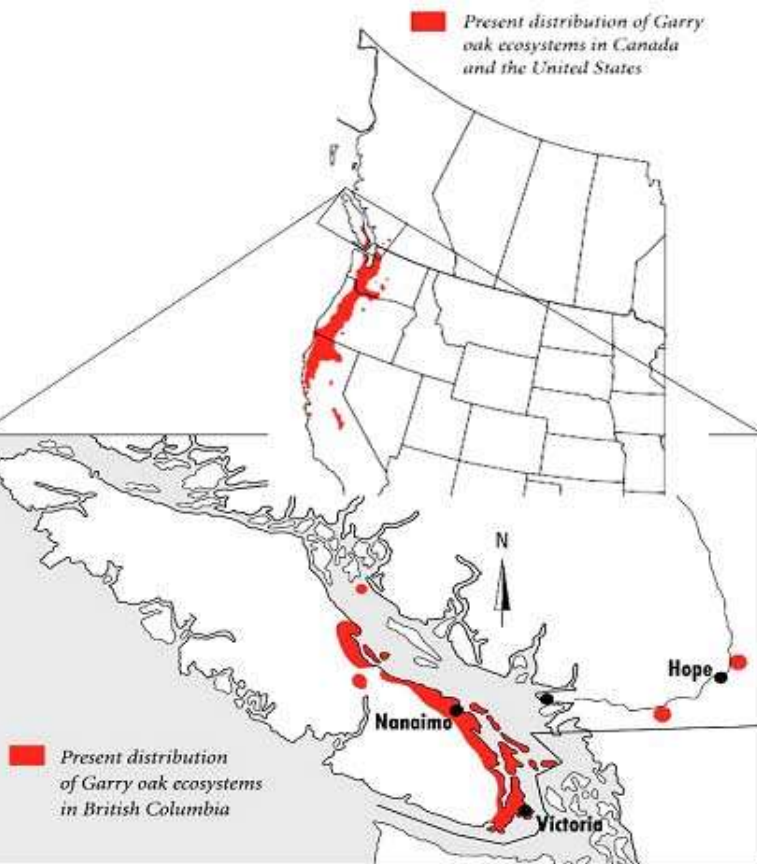 Present distribution of Garry
oak ecosystems in Canada
and the United States
N
Hope
Nanaimo
Present distribution
of Garry oak ecosystems
in British Columbia
Victoria